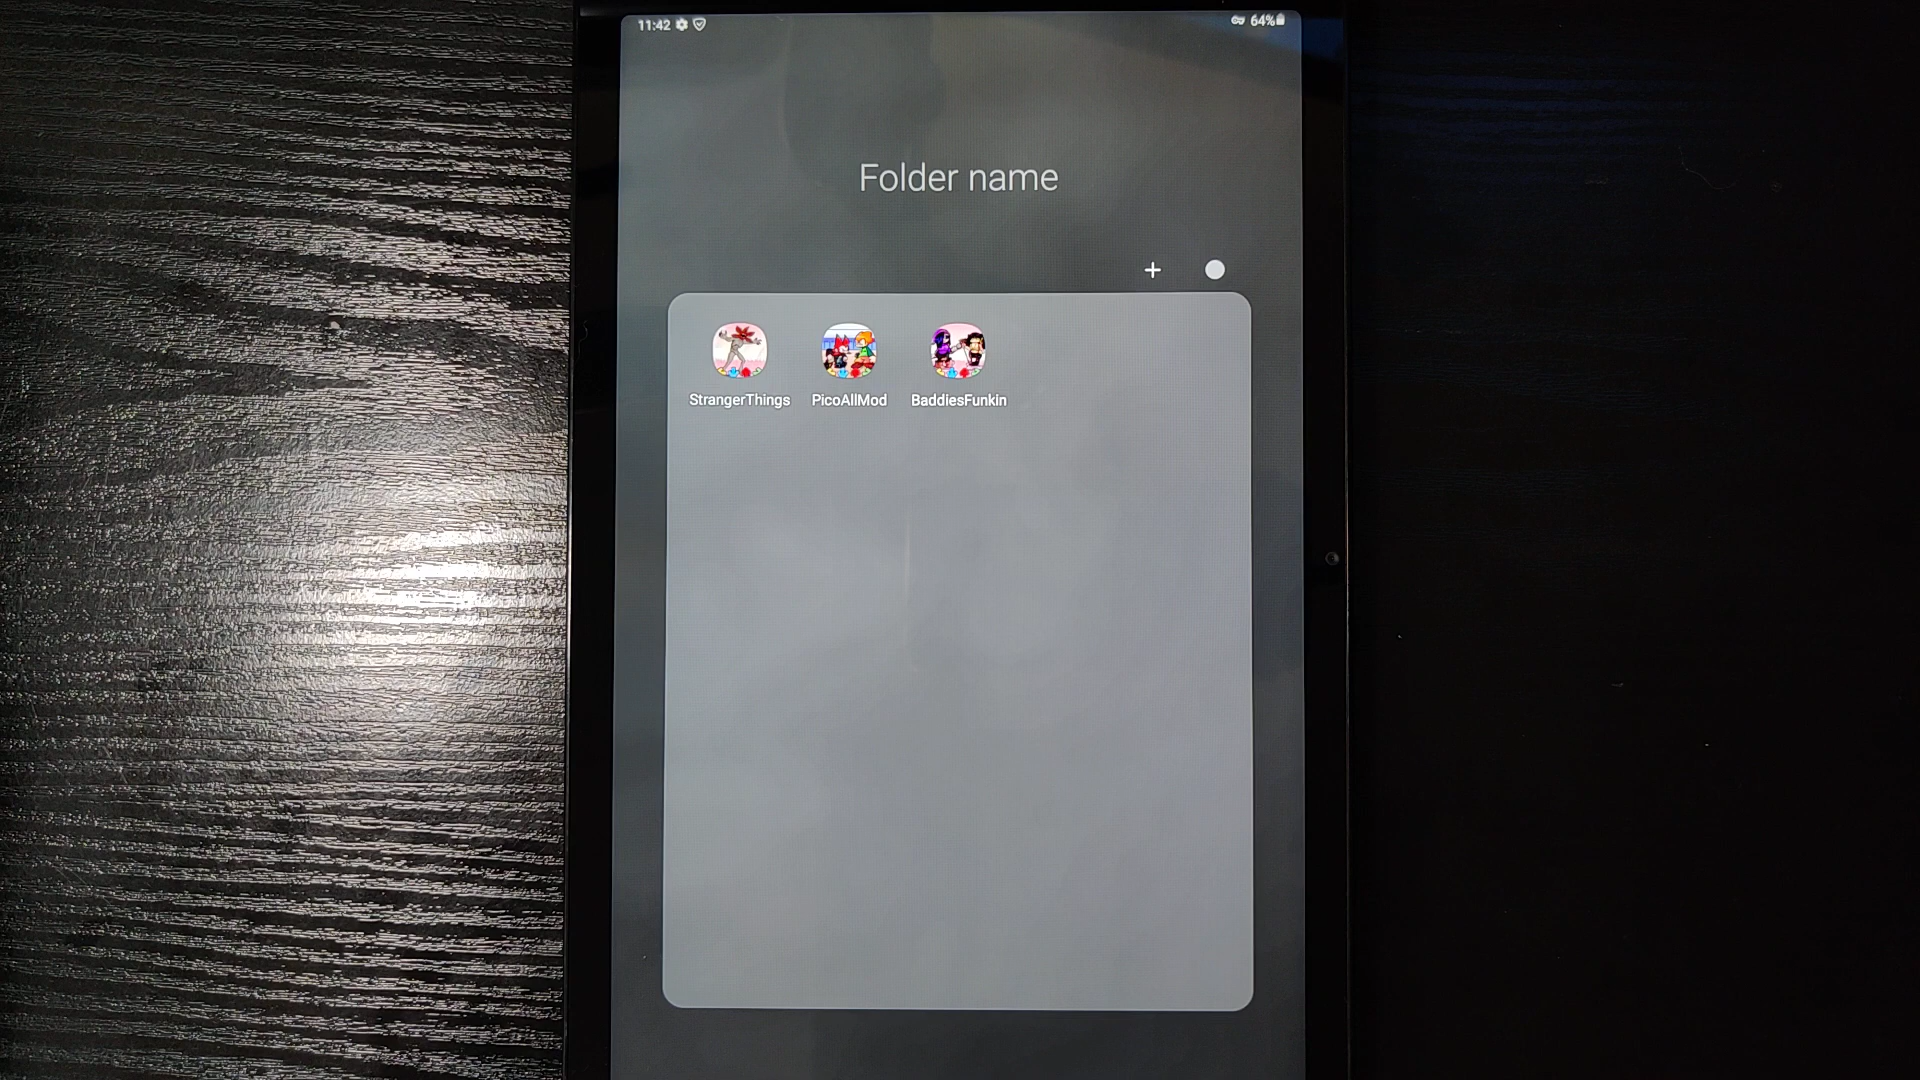 11:42
64%
Folder name
StrangerThings
PicoAllMod
BaddiesFunkin